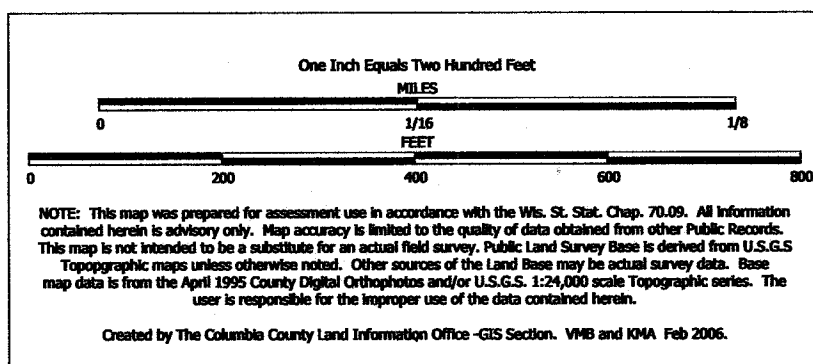 One Inch Equals Two Hundred Feet
MILES
0 1/16 1/8
FEET
0 200 400 600 800
NOTE: This map was prepared for assessment use in accordance with the Wis. St. Stat. Chap. 70.09. All information
contained herein is advisory only. Map accuracy is limited to the quality of data obtained from other Public Records.
This map is not intended to be a substitute for an actual field survey. Public Land Survey Base is derived from U.S.G.S
Topopgraphic maps unless otherwise noted. Other sources of the Land Base may be actual survey data. Base
map data is from the April 1995 County Digital Orthophotos and/or U.S.G.S. 1:24,000 scale Topographic series. The
user is responsible for the improper use of the data contained herein.
Created by The Columbia County Land Information Office -GIS Section. VMB and KMA Feb 2006.